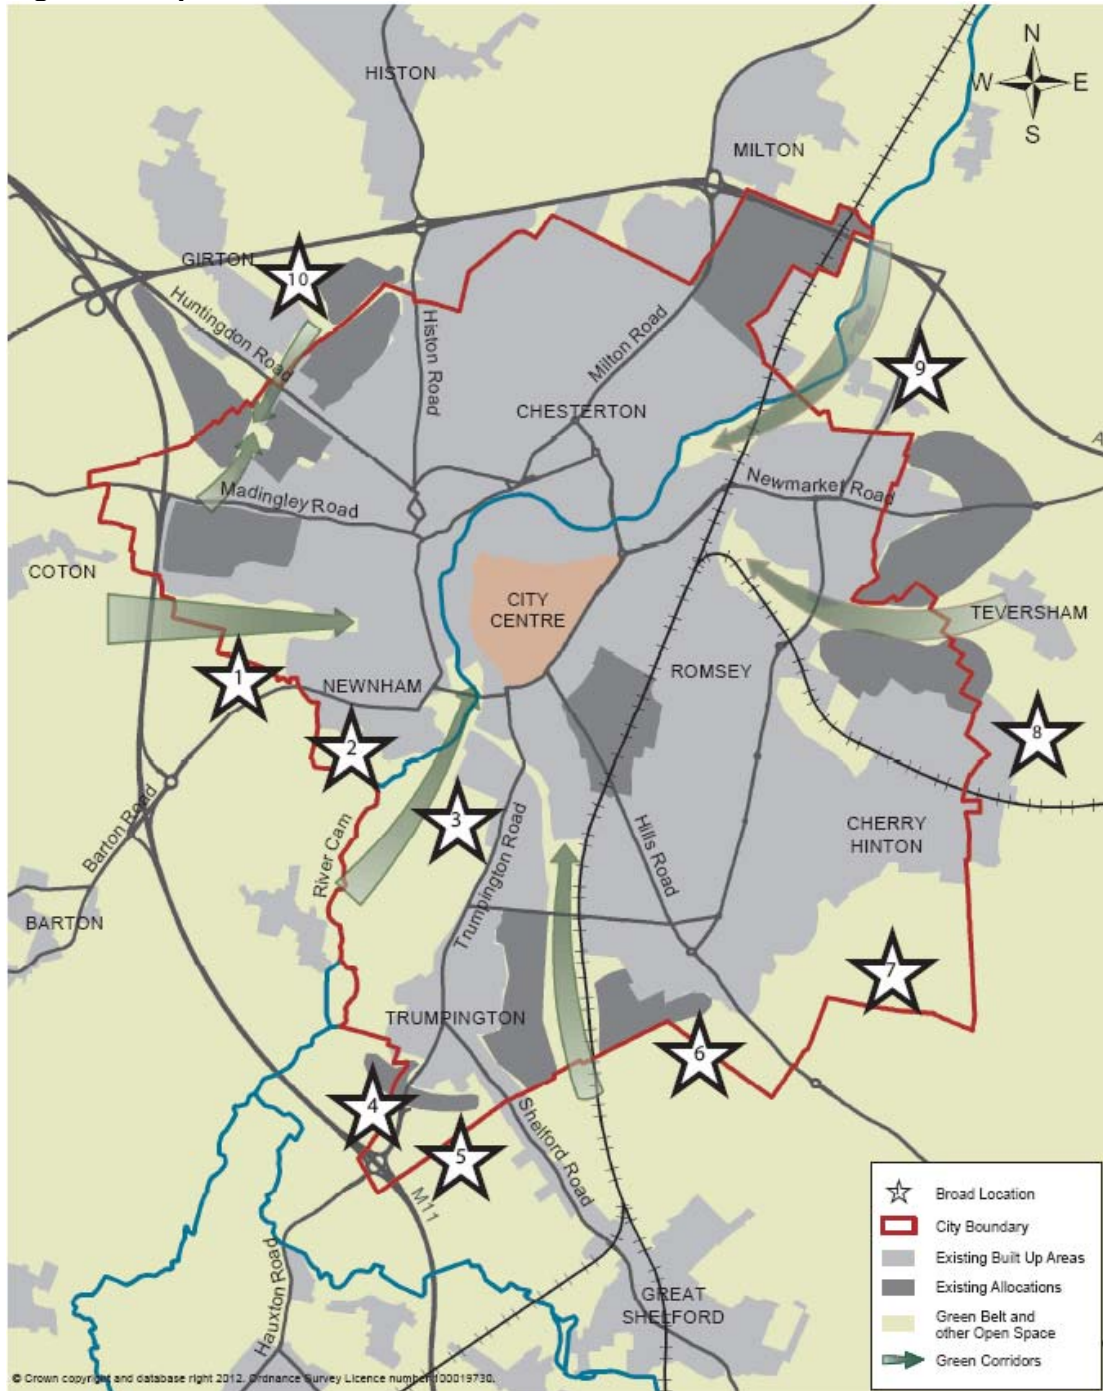 N
W E
S
HISTON
MILTON
GIRTON
10
Huntingdon Road
Histon Road
Milton Road
9
CHESTERTON
Madingley Road
Newmarket Road
COTON
CITY
CENTRE
TEVERSHAM
ROMSEY
1
NEWNHAM
2
8
3
Barton Road
River Cam
Trumpington Road
Hills Road
CHERRY
HINTON
BARTON
7
TRUMPINGTON
6
4
5
Shelford Road
M11
Hauxton Road
GREAT
SHELFORD
Broad Location
City Boundary
Existing Built Up Areas
Existing Allocations
Green Belt and
other Open Space
Green Corridors
© Crown copyright and database right 2012. Ordnance Survey Licence number 100019730.